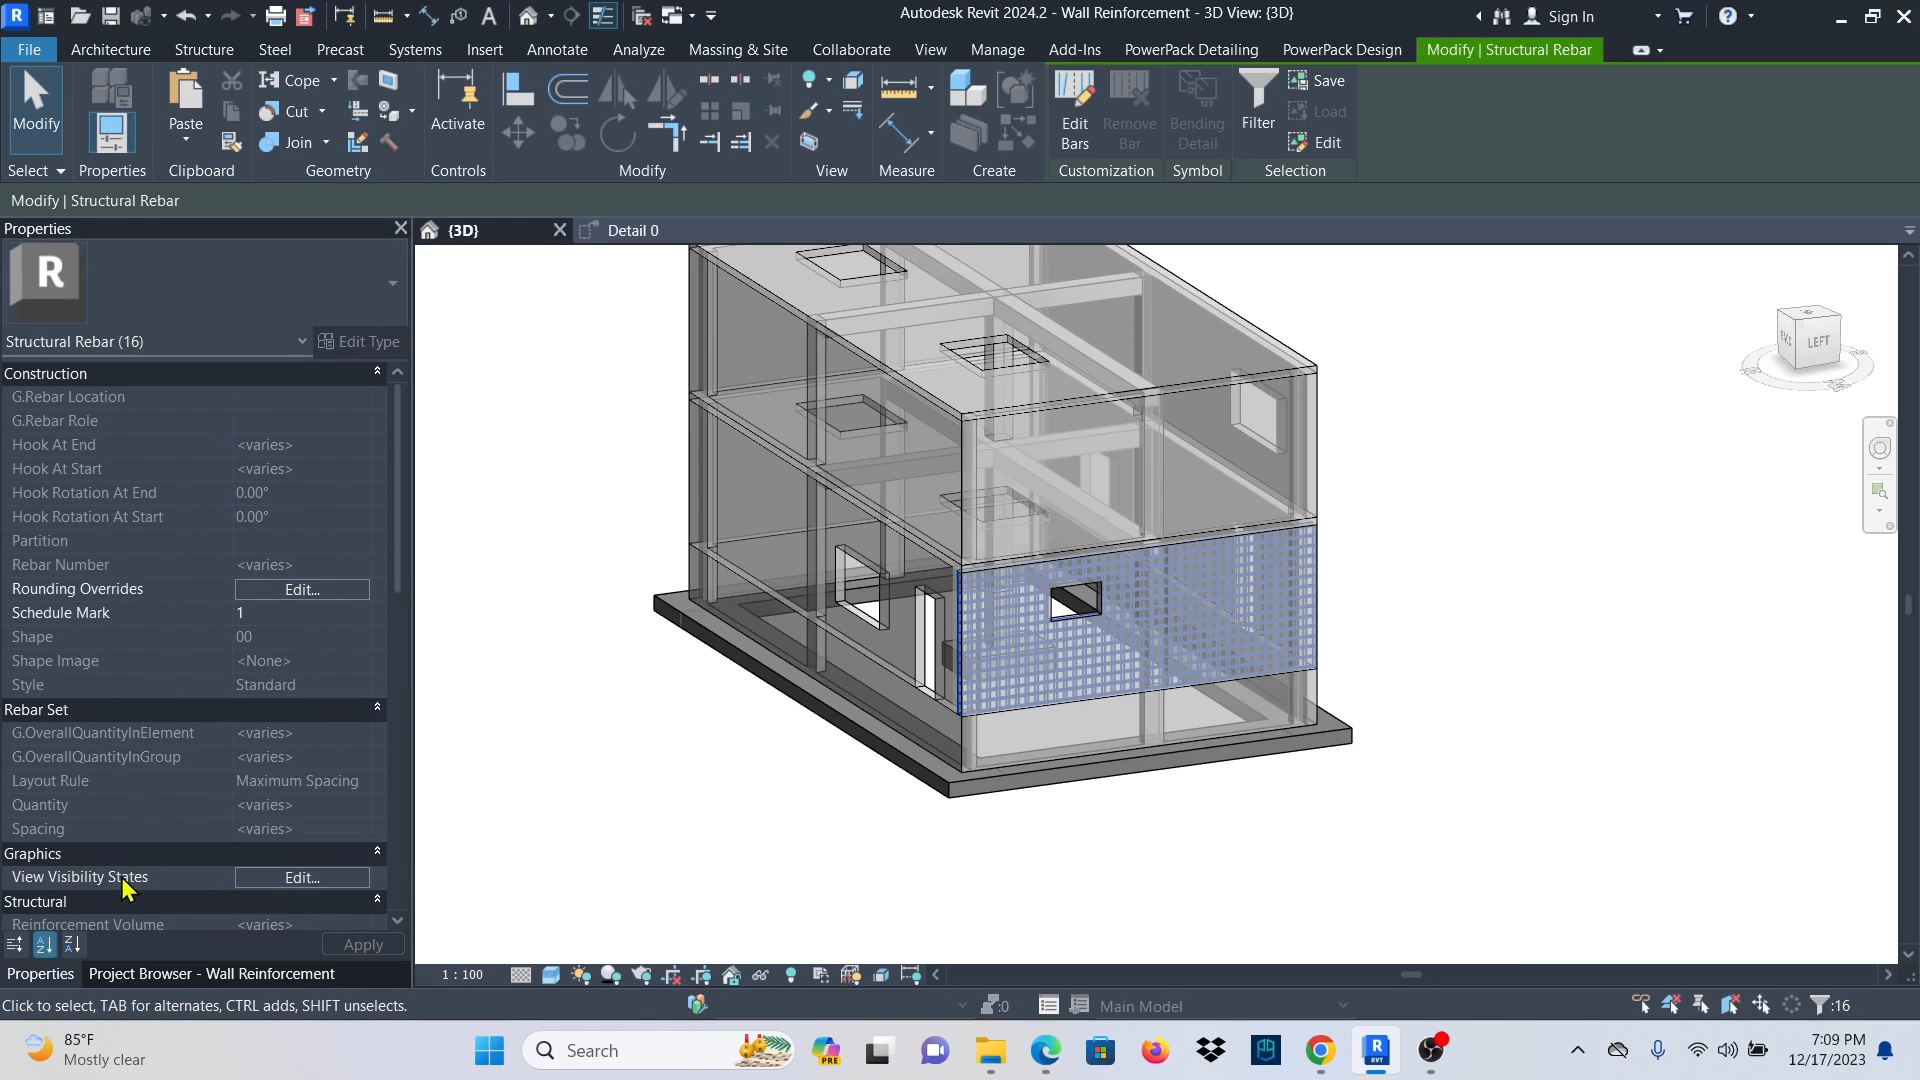 Autodesk Revit 2024.2 - Wall Reinforcement - 3D View: {3D}
Sign In
File Architecture Structure Steel Precast Systems Insert Annotate Analyze Massing & Site Collaborate View Manage Add-Ins PowerPack Detailing PowerPack Design Modify | Structural Rebar
Modify
Paste
Cope
Cut
Join
Activate
Edit Bars
Remove Bar
Bending Detail
Filter
Save
Load
Edit
Select Properties Clipboard Geometry Controls Modify View Measure Create Customization Symbol Selection
Modify | Structural Rebar
Properties
{3D}
Detail 0
R
Structural Rebar (16)
Edit Type
Construction
G.Rebar Location
G.Rebar Role
Hook At End <varies>
Hook At Start <varies>
Hook Rotation At End 0.00°
Hook Rotation At Start 0.00°
Partition
Rebar Number <varies>
Rounding Overrides Edit...
Schedule Mark 1
Shape 00
Shape Image <None>
Style Standard
Rebar Set
G.OverallQuantityInElement <varies>
G.OverallQuantityInGroup <varies>
Layout Rule Maximum Spacing
Quantity <varies>
Spacing <varies>
Graphics
View Visibility States Edit...
Structural
Reinforcement Volume <varies>
Apply
Properties Project Browser - Wall Reinforcement
LEFT
1 : 100
Click to select, TAB for alternates, CTRL adds, SHIFT unselects.
:0
Main Model
:16
85°F
Mostly clear
Search
PRE
R
RVT
7:09 PM
12/17/2023